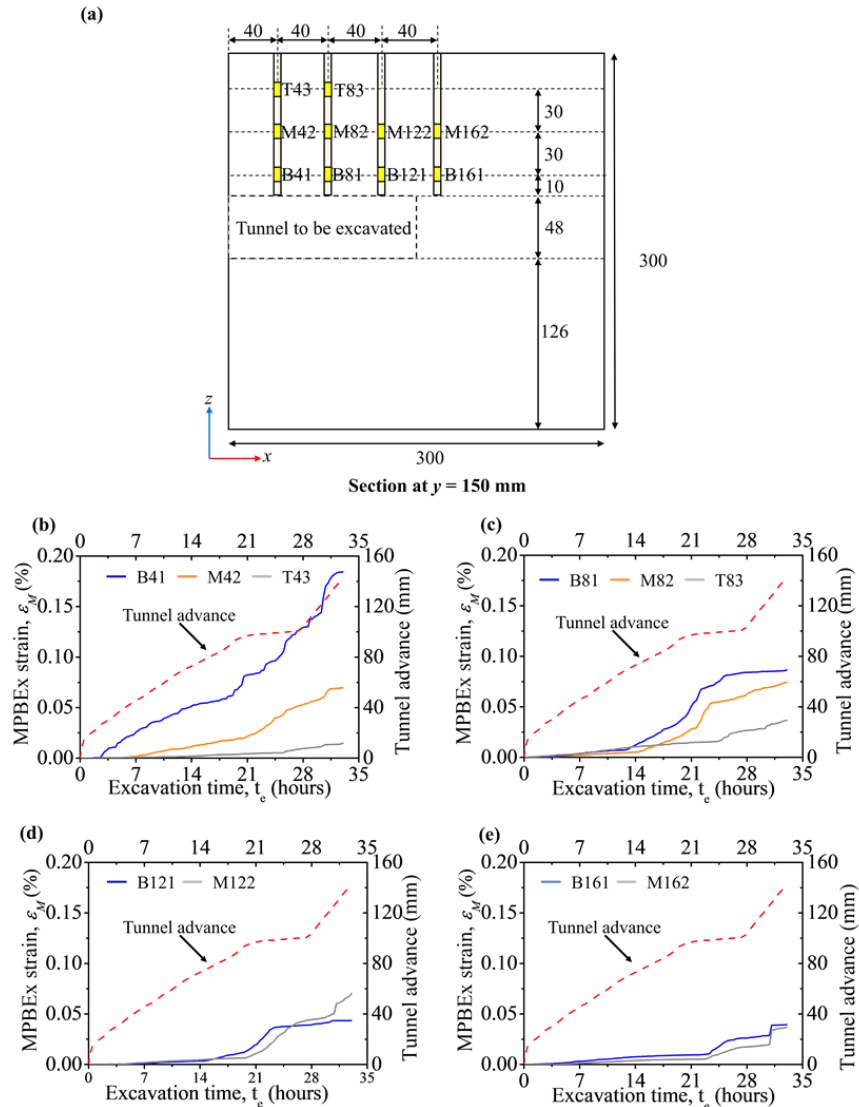 (a)
40 40 40 40
T43 T83
30
M42 M82 M122 M162
30
B41 B81 B121 B161
10
Tunnel to be excavated
48
300
126
z
x
300
Section at y = 150 mm
(b)
0 7 14 21 28 35
MPBEx strain, ε_M (%)
0.20
0.15
0.10
0.05
0.00
B41 M42 T43
Tunnel advance
160
120
80
40
0
Tunnel advance (mm)
0 7 14 21 28 35
Excavation time, t_e (hours)
(c)
0 7 14 21 28 35
MPBEx strain, ε_M (%)
0.20
0.15
0.10
0.05
0.00
B81 M82 T83
Tunnel advance
160
120
80
40
0
Tunnel advance (mm)
0 7 14 21 28 35
Excavation time, t_e (hours)
(d)
0 7 14 21 28 35
MPBEx strain, ε_M (%)
0.20
0.15
0.10
0.05
0.00
B121 M122
Tunnel advance
160
120
80
40
0
Tunnel advance (mm)
0 7 14 21 28 35
Excavation time, t_e (hours)
(e)
0 7 14 21 28 35
MPBEx strain, ε_M (%)
0.20
0.15
0.10
0.05
0.00
B161 M162
Tunnel advance
160
120
80
40
0
Tunnel advance (mm)
0 7 14 21 28 35
Excavation time, t_e (hours)